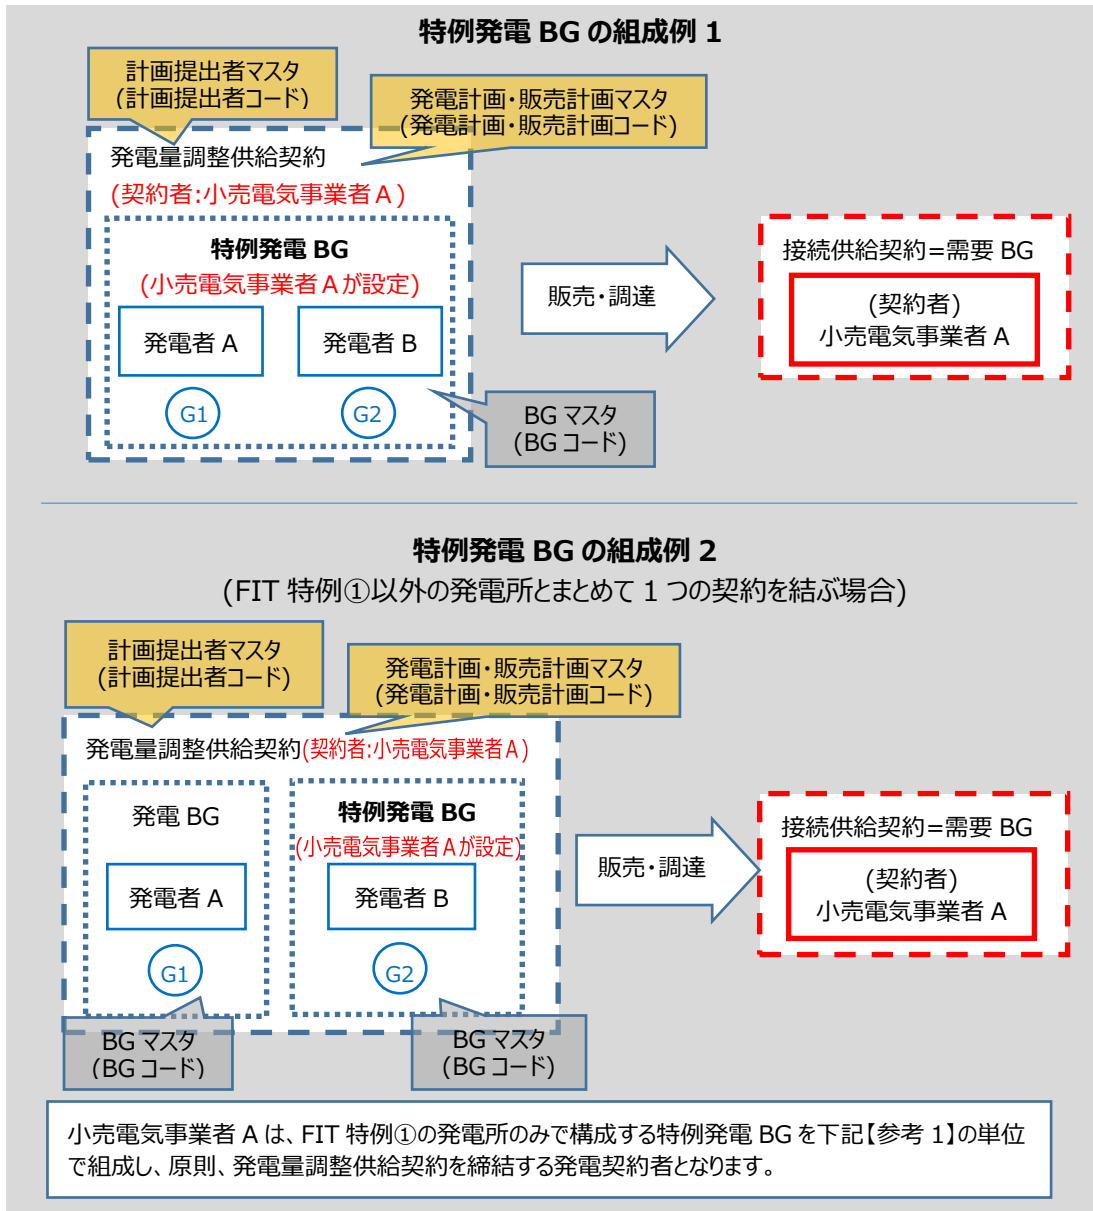 特例発電 BG の組成例 1
計画提出者マスタ
(計画提出者コード)
発電計画・販売計画マスタ
(発電計画・販売計画コード)
発電量調整供給契約
(契約者:小売電気事業者 A )
特例発電 BG
(小売電気事業者 A が設定)
発電者 A
発電者 B
G1
G2
BG マスタ
(BG コード)
販売・調達
接続供給契約=需要 BG
(契約者)
小売電気事業者 A
特例発電 BG の組成例 2
(FIT 特例①以外の発電所とまとめて 1 つの契約を結ぶ場合)
計画提出者マスタ
(計画提出者コード)
発電計画・販売計画マスタ
(発電計画・販売計画コード)
発電量調整供給契約(契約者:小売電気事業者 A )
発電 BG
発電者 A
G1
特例発電 BG
(小売電気事業者 A が設定)
発電者 B
G2
BG マスタ
(BG コード)
BG マスタ
(BG コード)
販売・調達
接続供給契約=需要 BG
(契約者)
小売電気事業者 A
小売電気事業者 A は、FIT 特例①の発電所のみで構成する特例発電 BG を下記【参考 1】の単位
で組成し、原則、発電量調整供給契約を締結する発電契約者となります。